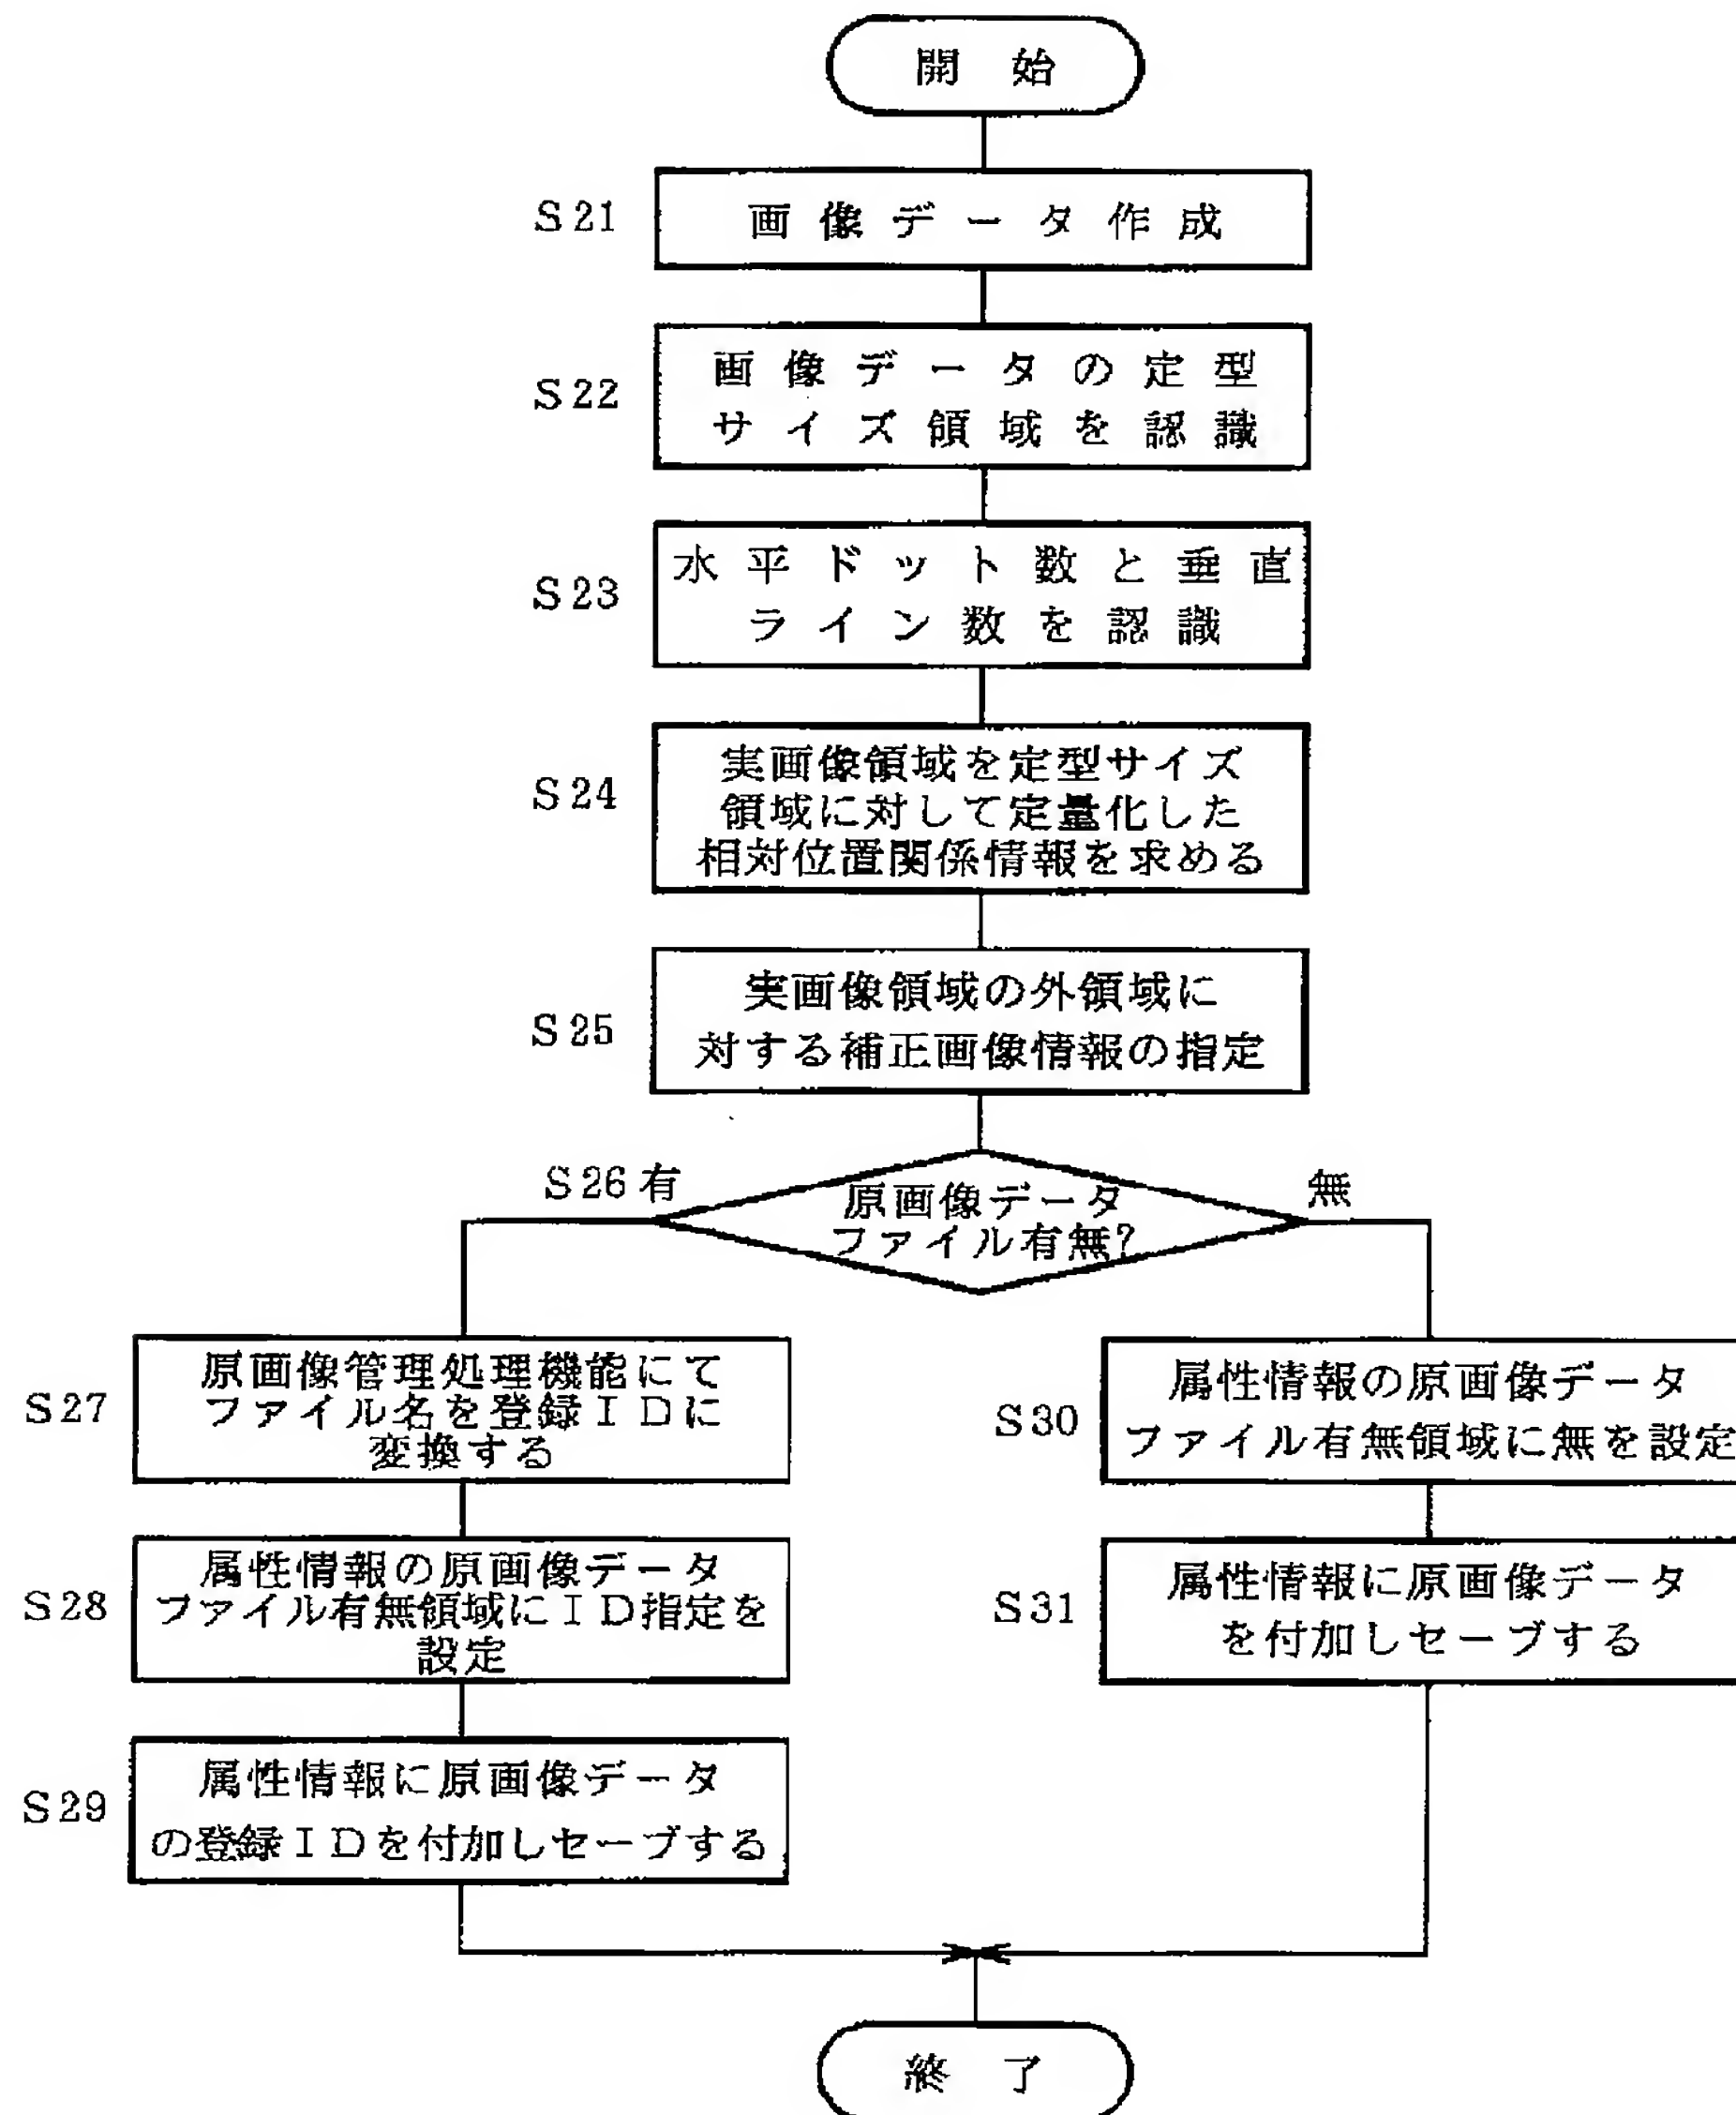 開始
S21
画像データ作成
S22
画像データの定型
サイズ領域を認識
S23
水平ドット数と垂直
ライン数を認識
S24
実画像領域を定型サイズ
領域に対して定量化した
相対位置関係情報を求める
S25
実画像領域の外領域に
対する補正画像情報の指定
S26 有
無
原画像データ
ファイル有無?
S27
原画像管理処理機能にて
ファイル名を登録IDに
変換する
S28
属性情報の原画像データ
ファイル有無領域にID指定を
設定
S29
属性情報に原画像データ
の登録IDを付加しセーブする
S30
属性情報の原画像データ
ファイル有無領域に無を設定
S31
属性情報に原画像データ
を付加しセーブする
終了